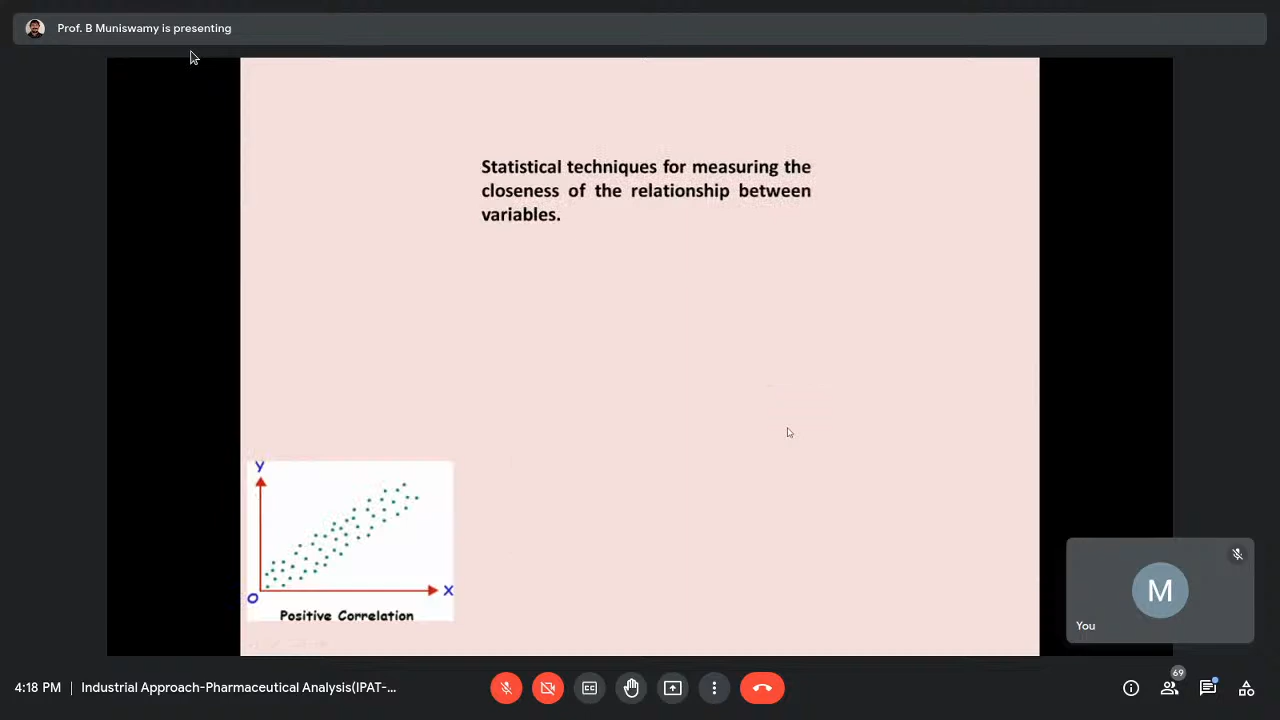 Prof. B Muniswamy is presenting
Statistical techniques for measuring the
closeness of the relationship between
variables.
Y
X
O
Positive Correlation
M
You
69
4:18 PM | Industrial Approach-Pharmaceutical Analysis(IPAT-...
CC